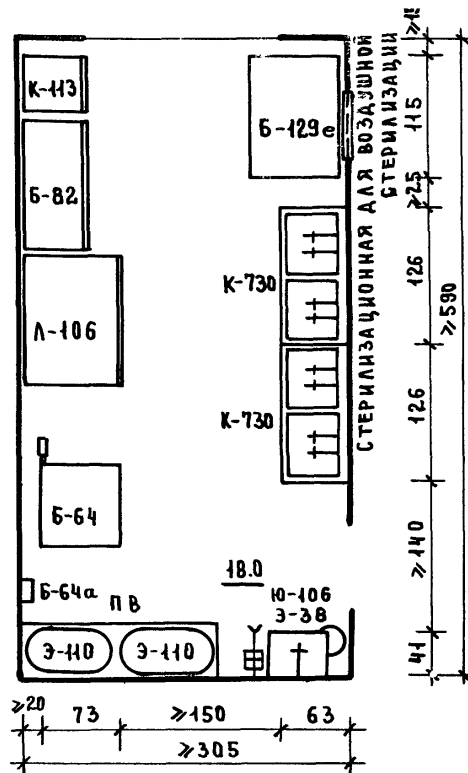 К-113
Б-129е
Б-82
К-730
Л-106
К-730
Б-64
18.0
Ю-106
Э-38
Б-64а
ПВ
Э-110
Э-110
СТЕРИЛИЗАЦИОННАЯ ДЛЯ ВОЗДУШНОЙ
СТЕРИЛИЗАЦИИ
115
≥25
126
126
≥140
41
≥590
≥20
73
≥150
63
≥305